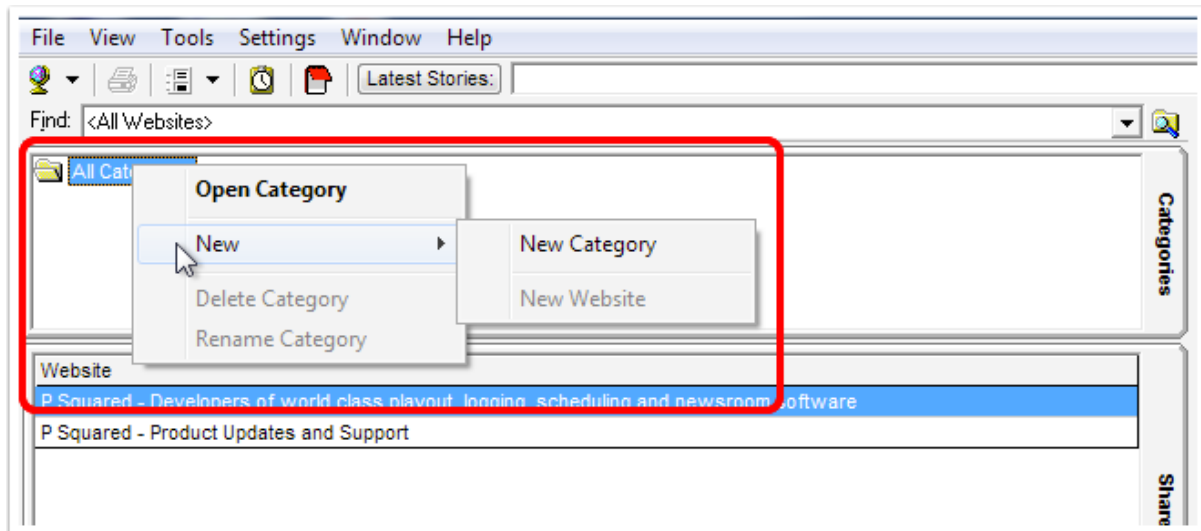 File View Tools Settings Window Help
Latest Stories:
Find: <All Websites>
All Cat
Open Category
New
New Category
Delete Category
New Website
Rename Category
Categories
Website
P Squared - Developers of world class playout, logging, scheduling and newsroom software
P Squared - Product Updates and Support
Share